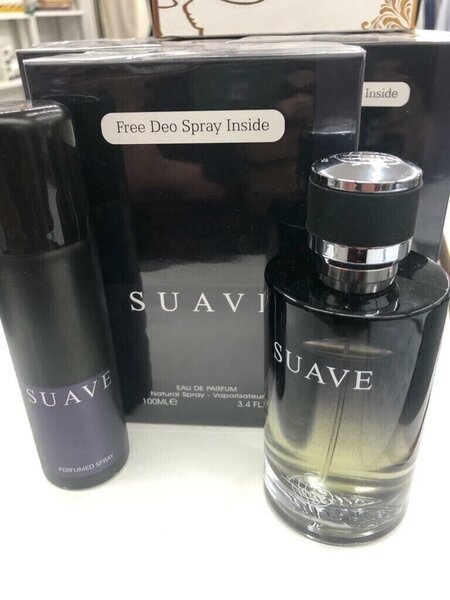 Free Deo Spray Inside
Inside
SUAVE
EAU DE PARFUM
Natural Spray - Vaporisateur
100ML℮ 3.4 FL.
SUAVE
SUAVE
PERFUMED SPRAY